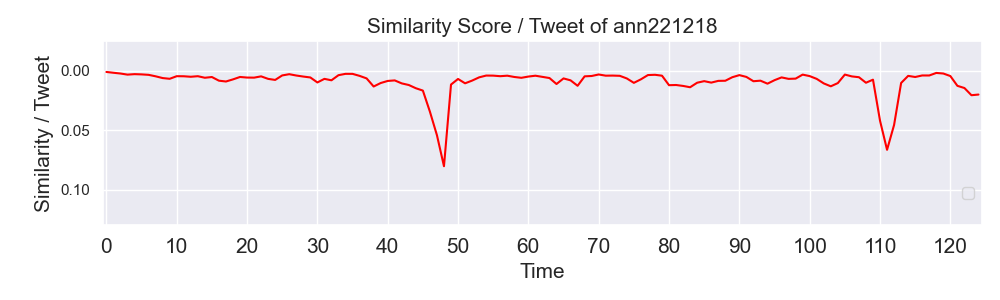 Similarity Score / Tweet of ann221218
Similarity / Tweet
0.00
0.05
0.10
0 10 20 30 40 50 60 70 80 90 100 110 120
Time